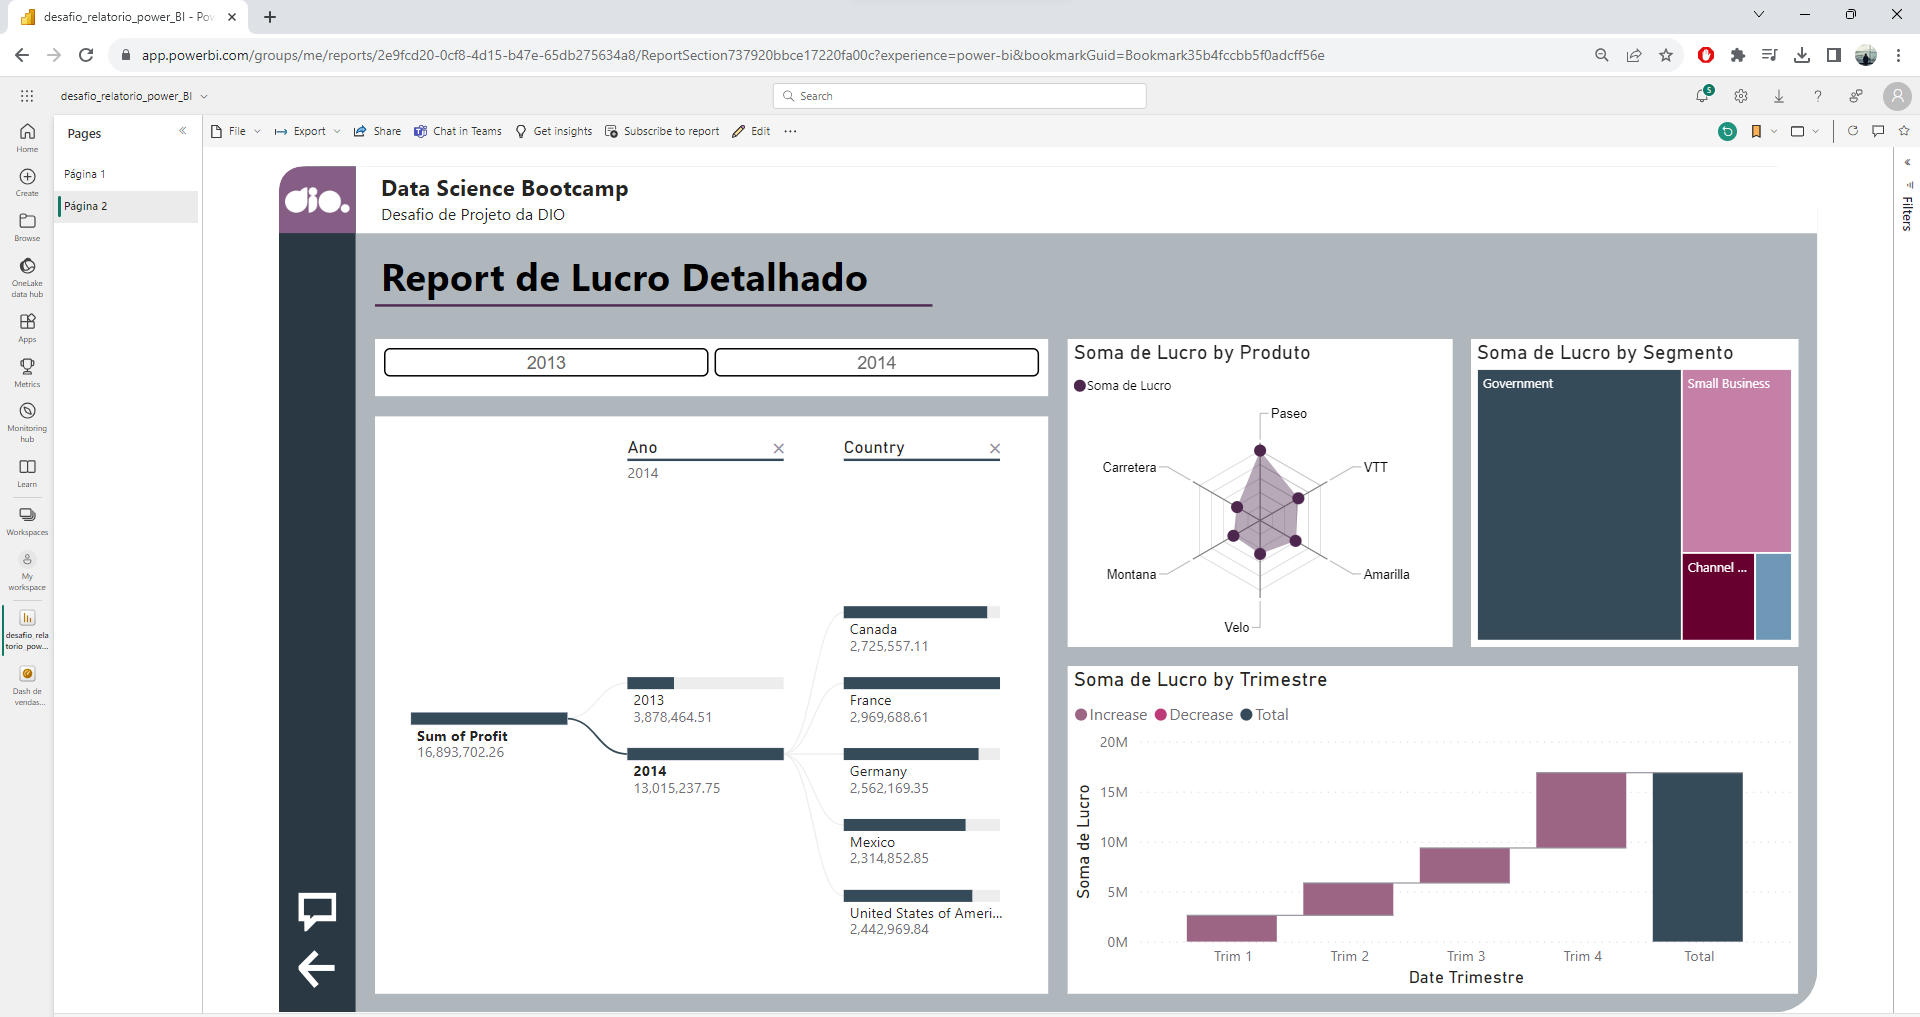 desafio_relatorio_power_BI - Pow
app.powerbi.com/groups/me/reports/2e9fcd20-0cf8-4d15-b47e-65db275634a8/ReportSection737920bbce17220fa00c?experience=power-bi&bookmarkGuid=Bookmark35b4fccbb5f0adcff56e
desafio_relatorio_power_BI
Search
5
Home
Create
Browse
OneLake
data hub
Apps
Metrics
Monitoring
hub
Learn
Workspaces
My
workspace
desafio_rela
torio_pow...
Dash de
vendas...
Pages
Página 1
Página 2
File
Export
Share
Chat in Teams
Get insights
Subscribe to report
Edit
Filters
dio.
Data Science Bootcamp
Desafio de Projeto da DIO
Report de Lucro Detalhado
2013
2014
Ano
2014
Country
Sum of Profit
16,893,702.26
2013
3,878,464.51
2014
13,015,237.75
Canada
2,725,557.11
France
2,969,688.61
Germany
2,562,169.35
Mexico
2,314,852.85
United States of Ameri...
2,442,969.84
Soma de Lucro by Produto
Soma de Lucro
Paseo
Carretera
VTT
Montana
Amarilla
Velo
Soma de Lucro by Segmento
Government
Small Business
Channel ...
Soma de Lucro by Trimestre
Increase
Decrease
Total
Soma de Lucro
20M
15M
10M
5M
0M
Trim 1
Trim 2
Trim 3
Trim 4
Total
Date Trimestre